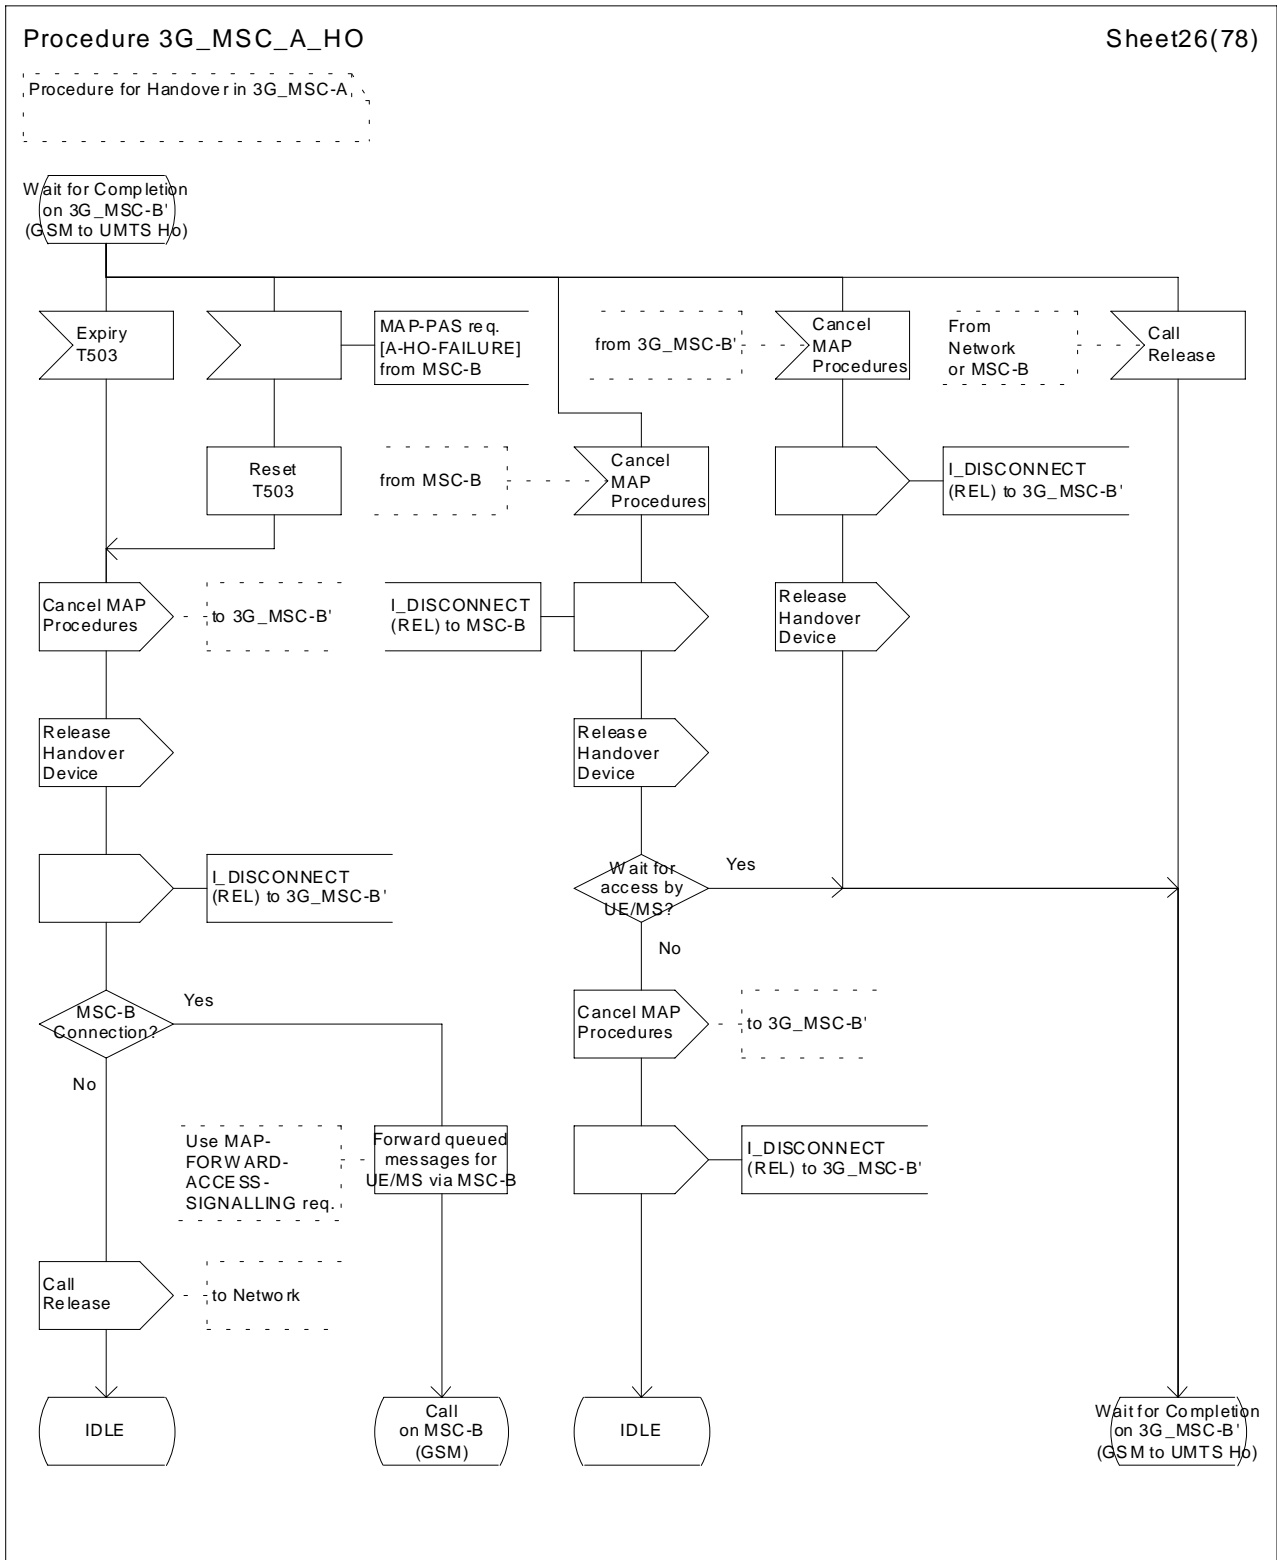 Procedure 3G_MSC_A_HO
Sheet26(78)
Procedure for Handover in 3G_MSC-A
Wait for Completion
on 3G_MSC-B'
(GSM to UMTS Ho)
Expiry
T503
MAP-PAS req.
[A-HO-FAILURE]
from MSC-B
from 3G_MSC-B'
Cancel
MAP
Procedures
From
Network
or MSC-B
Call
Release
Reset
T503
from MSC-B
Cancel
MAP
Procedures
I_DISCONNECT
(REL) to 3G_MSC-B'
Cancel MAP
Procedures
to 3G_MSC-B'
I_DISCONNECT
(REL) to MSC-B
Release
Handover
Device
Release
Handover
Device
Release
Handover
Device
I_DISCONNECT
(REL) to 3G_MSC-B'
Wait for
access by
UE/MS?
Yes
No
MSC-B
Connection?
Yes
No
Cancel MAP
Procedures
to 3G_MSC-B'
Use MAP-
FORWARD-
ACCESS-
SIGNALLING req.
Forward queued
messages for
UE/MS via MSC-B
I_DISCONNECT
(REL) to 3G_MSC-B'
Call
Release
to Network
IDLE
Call
on MSC-B
(GSM)
IDLE
Wait for Completion
on 3G_MSC-B'
(GSM to UMTS Ho)